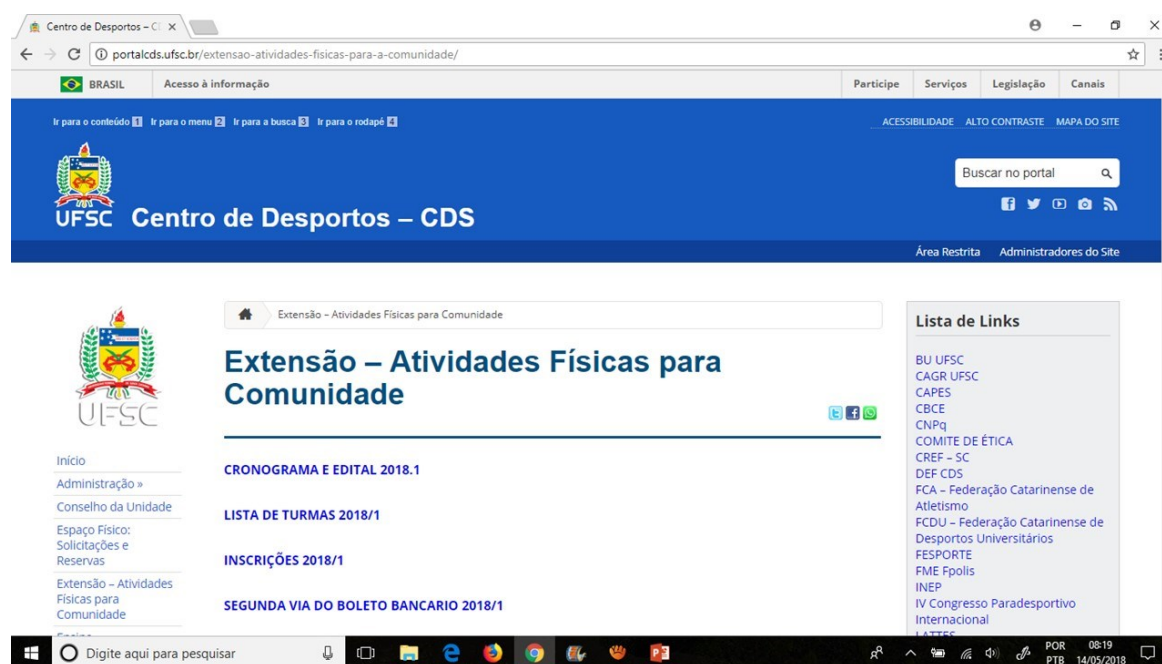 Centro de Desportos – C
portalcds.ufsc.br/extensao-atividades-fisicas-para-a-comunidade/
BRASIL Acesso à informação Participe Serviços Legislação Canais
Ir para o conteúdo 1 Ir para o menu 2 Ir para a busca 3 Ir para o rodapé 4 ACESSIBILIDADE ALTO CONTRASTE MAPA DO SITE
Buscar no portal
UFSC Centro de Desportos – CDS
Área Restrita Administradores do Site
UFSC
Início
Administração »
Conselho da Unidade
Espaço Físico:
Solicitações e
Reservas
Extensão – Atividades
Físicas para
Comunidade
Extensão – Atividades Físicas para Comunidade
Extensão – Atividades Físicas para
Comunidade
CRONOGRAMA E EDITAL 2018.1
LISTA DE TURMAS 2018/1
INSCRIÇÕES 2018/1
SEGUNDA VIA DO BOLETO BANCARIO 2018/1
Lista de Links
BU UFSC
CAGR UFSC
CAPES
CBCE
CNPq
COMITE DE ÉTICA
CREF – SC
DEF CDS
FCA – Federação Catarinense de
Atletismo
FCDU – Federação Catarinense de
Desportos Universitários
FESPORTE
FME Fpolis
INEP
IV Congresso Paradesportivo
Internacional
LATTES
Digite aqui para pesquisar
POR 08:19
PTB 14/05/2018